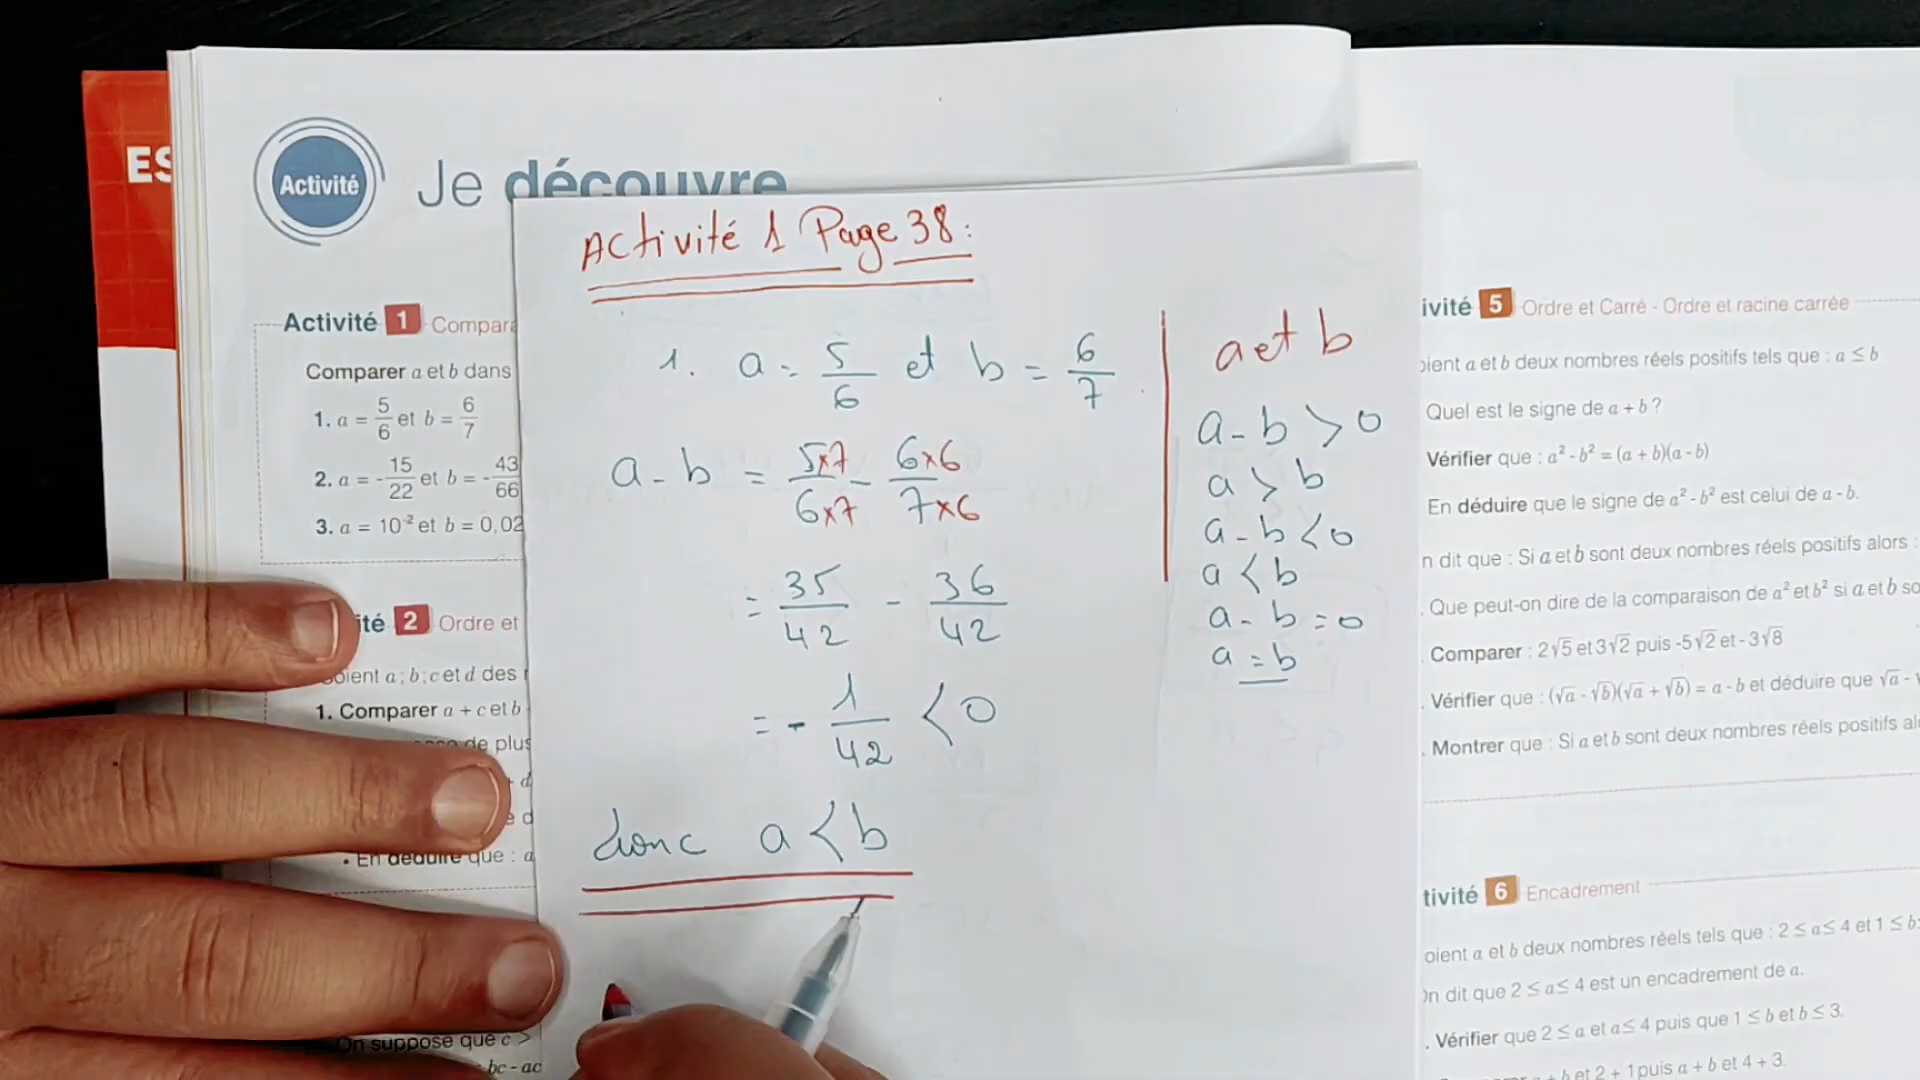 ES
Activité
Je découvre
Activité 1
Comparer a et b dans
1. a = 5/6 et b = 6/7
2. a = -15/22 et b = -43/66
3. a = 10⁻² et b = 0,02
té 2 Ordre et
oient a ; b ; c et d des
1. Comparer a + c et b
de plus
• En déduire que : a
On suppose que c >
bc - ac
Activité 1 Page 38 :
1. a = 5/6 et b = 6/7
a - b = 5×7/6×7 - 6×6/7×6
= 35/42 - 36/42
= - 1/42 < 0
donc a < b
a et b
a - b > 0
a > b
a - b < 0
a < b
a - b = 0
a = b
ivité 5 Ordre et Carré - Ordre et racine carrée
oient a et b deux nombres réels positifs tels que : a ≤ b
Quel est le signe de a + b ?
Vérifier que : a² - b² = (a + b)(a - b)
En déduire que le signe de a² - b² est celui de a - b.
n dit que : Si a et b sont deux nombres réels positifs alors :
. Que peut-on dire de la comparaison de a² et b² si a et b so
. Comparer : 2√5 et 3√2 puis -5√2 et -3√8
. Vérifier que : (√a - √b)(√a + √b) = a - b et déduire que √a -
. Montrer que : Si a et b sont deux nombres réels positifs al
tivité 6 Encadrement
oient a et b deux nombres réels tels que : 2 ≤ a ≤ 4 et 1 ≤ b
On dit que 2 ≤ a ≤ 4 est un encadrement de a.
. Vérifier que 2 ≤ a et a ≤ 4 puis que 1 ≤ b et b ≤ 3.
+ b et 2 + 1 puis a + b et 4 + 3.